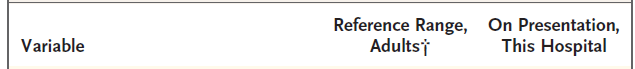 Reference Range, On Presentation,
Variable Adults† This Hospital